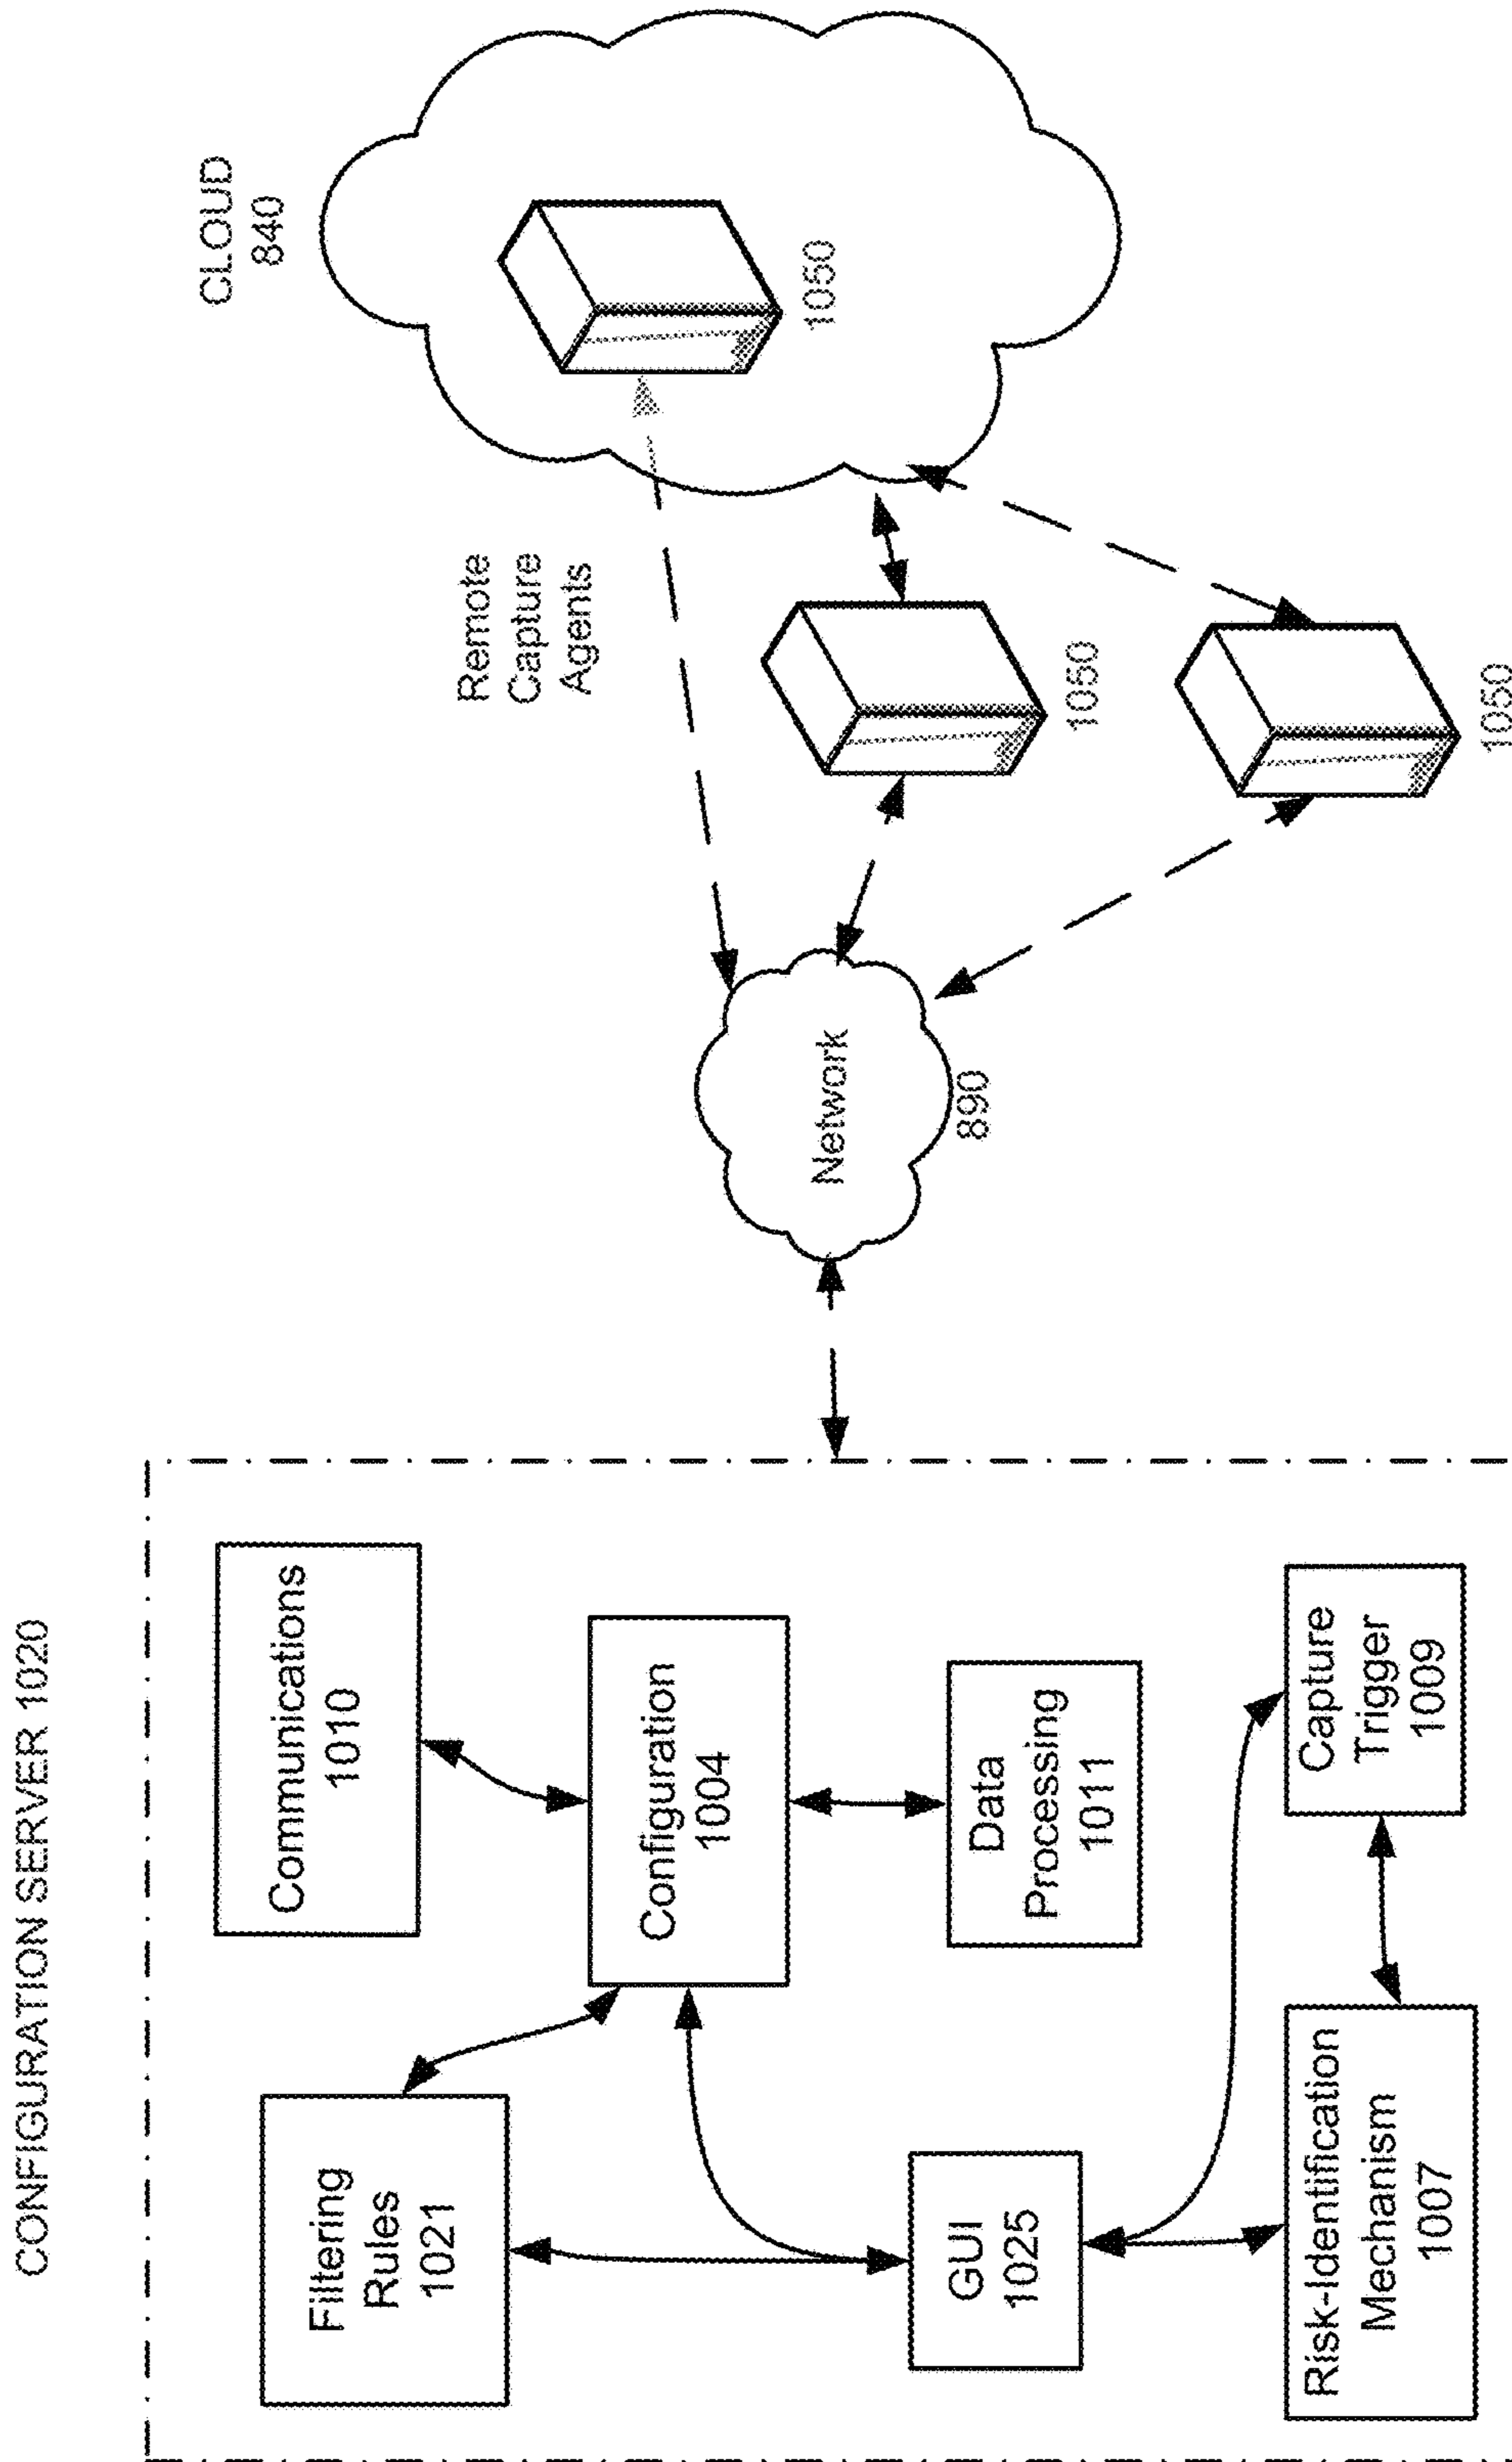 CONFIGURATION SERVER 1020
Filtering
Rules
1021
Communications
1010
Configuration
1004
GUI
1025
Data
Processing
1011
Risk-Identification
Mechanism
1007
Capture
Trigger
1009
Network
890
Remote
Capture
Agents
1050
1050
CLOUD
840
1050